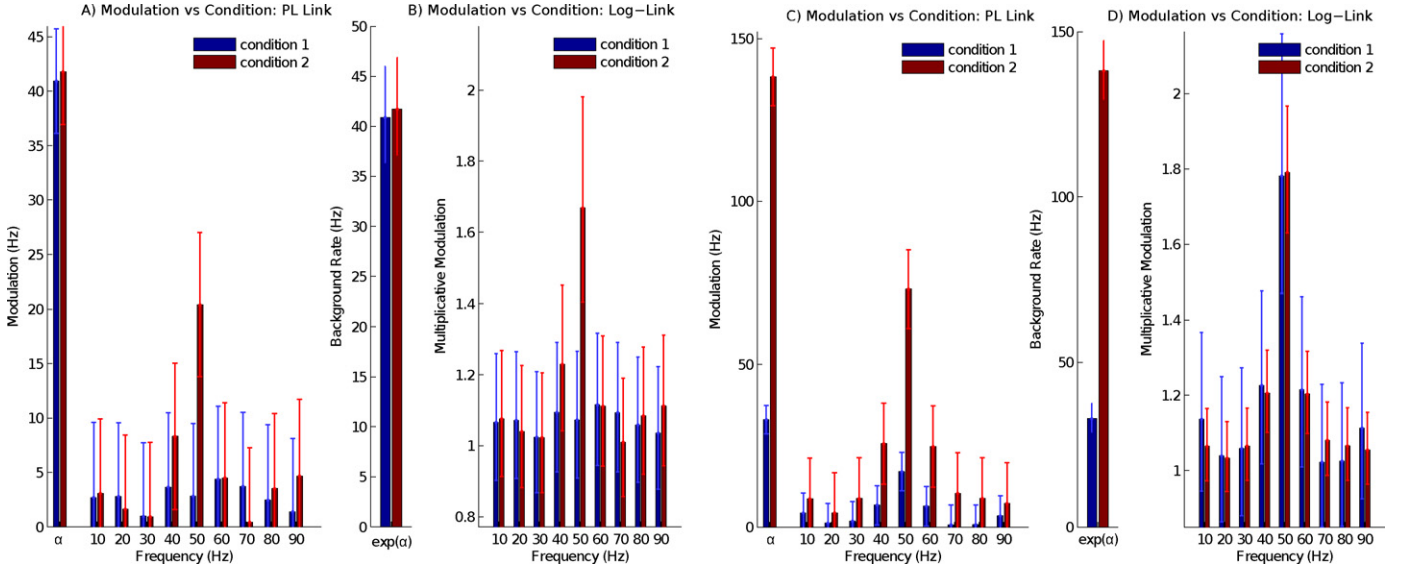 A) Modulation vs Condition: PL Link
condition 1
condition 2
Modulation (Hz)
45
40
35
30
25
20
15
10
5
0
α
10 20 30 40 50 60 70 80 90
Frequency (Hz)
B) Modulation vs Condition: Log−Link
condition 1
condition 2
Background Rate (Hz)
50
45
40
35
30
25
20
15
10
5
0
exp(α)
Multiplicative Modulation
2
1.8
1.6
1.4
1.2
1
0.8
10 20 30 40 50 60 70 80 90
Frequency (Hz)
C) Modulation vs Condition: PL Link
condition 1
condition 2
Modulation (Hz)
150
100
50
0
α
10 20 30 40 50 60 70 80 90
Frequency (Hz)
D) Modulation vs Condition: Log−Link
condition 1
condition 2
Background Rate (Hz)
150
100
50
0
exp(α)
Multiplicative Modulation
2
1.8
1.6
1.4
1.2
1
10 20 30 40 50 60 70 80 90
Frequency (Hz)